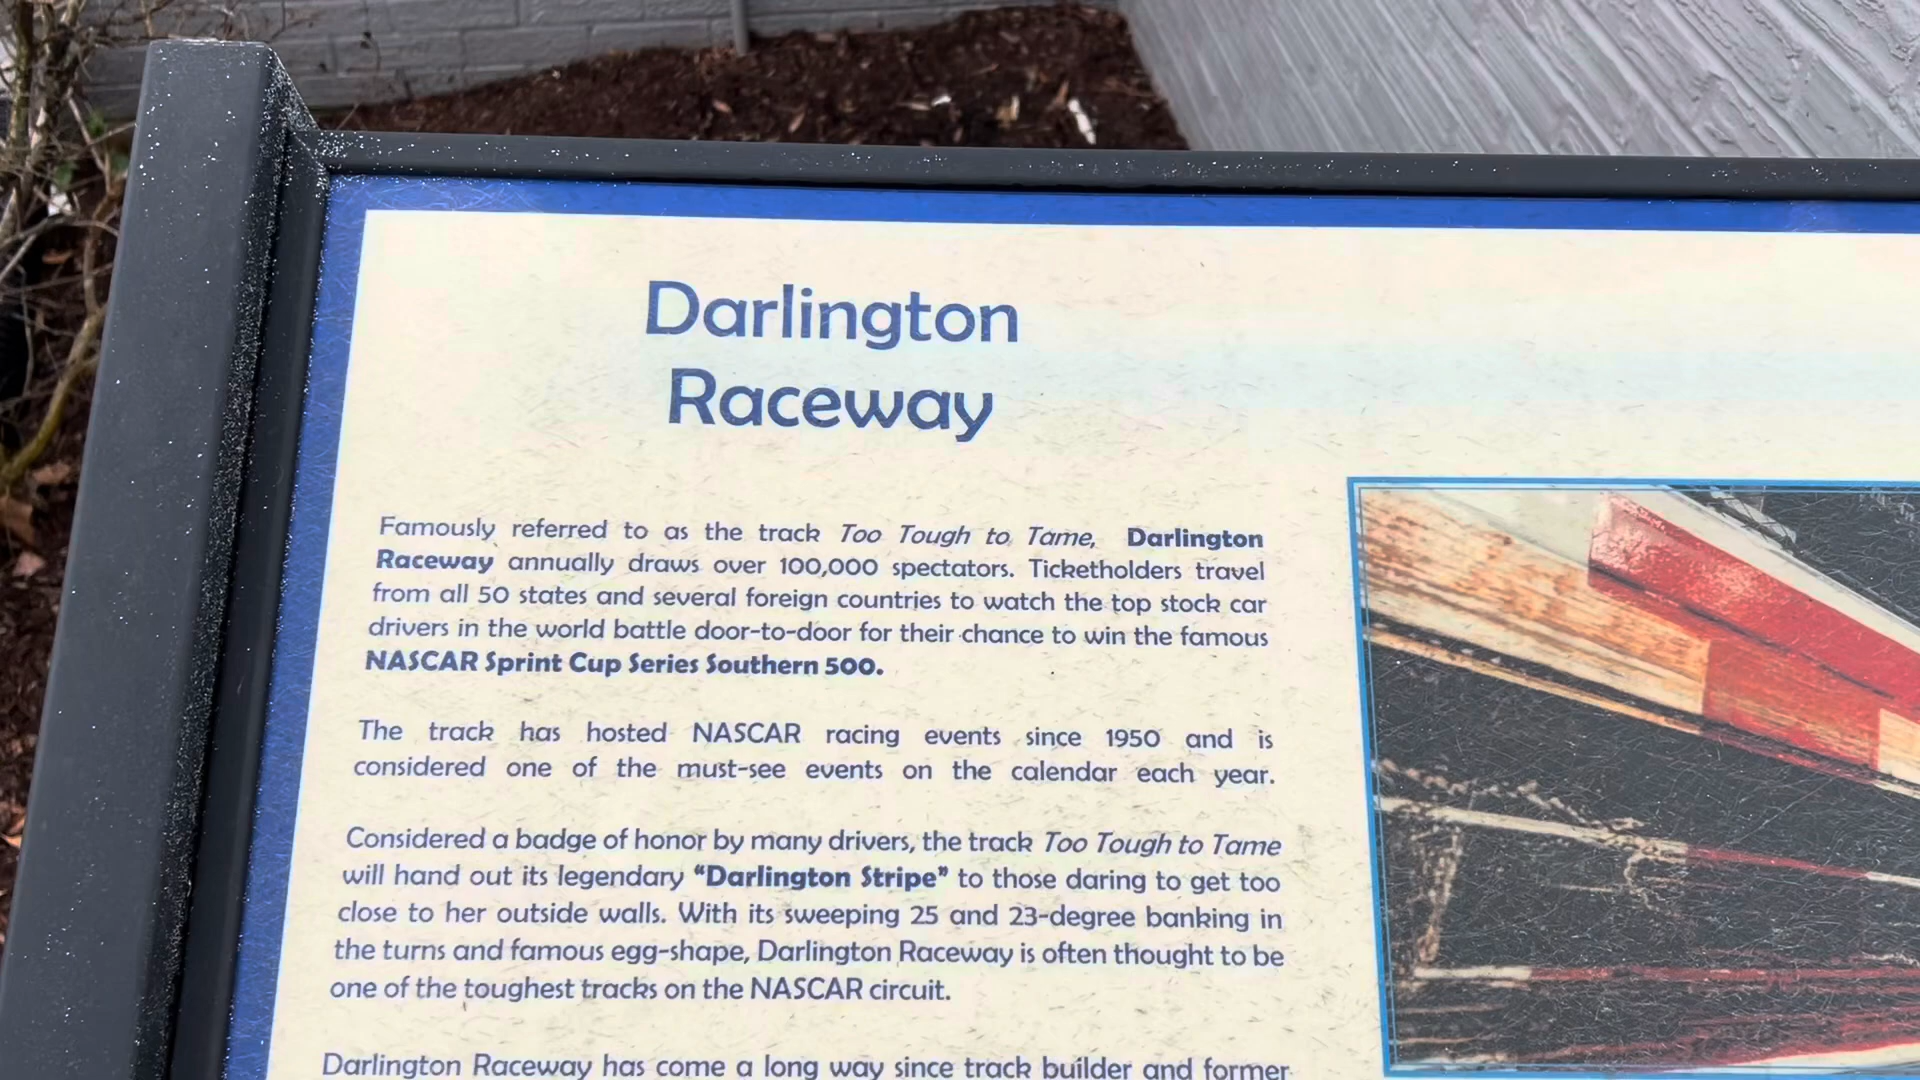 Darlington
Raceway
Famously referred to as the track Too Tough to Tame, Darlington
Raceway annually draws over 100,000 spectators. Ticketholders travel
from all 50 states and several foreign countries to watch the top stock car
drivers in the world battle door-to-door for their chance to win the famous
NASCAR Sprint Cup Series Southern 500.
The track has hosted NASCAR racing events since 1950 and is
considered one of the must-see events on the calendar each year.
Considered a badge of honor by many drivers, the track Too Tough to Tame
will hand out its legendary “Darlington Stripe” to those daring to get too
close to her outside walls. With its sweeping 25 and 23-degree banking in
the turns and famous egg-shape, Darlington Raceway is often thought to be
one of the toughest tracks on the NASCAR circuit.
Darlington Raceway has come a long way since track builder and former